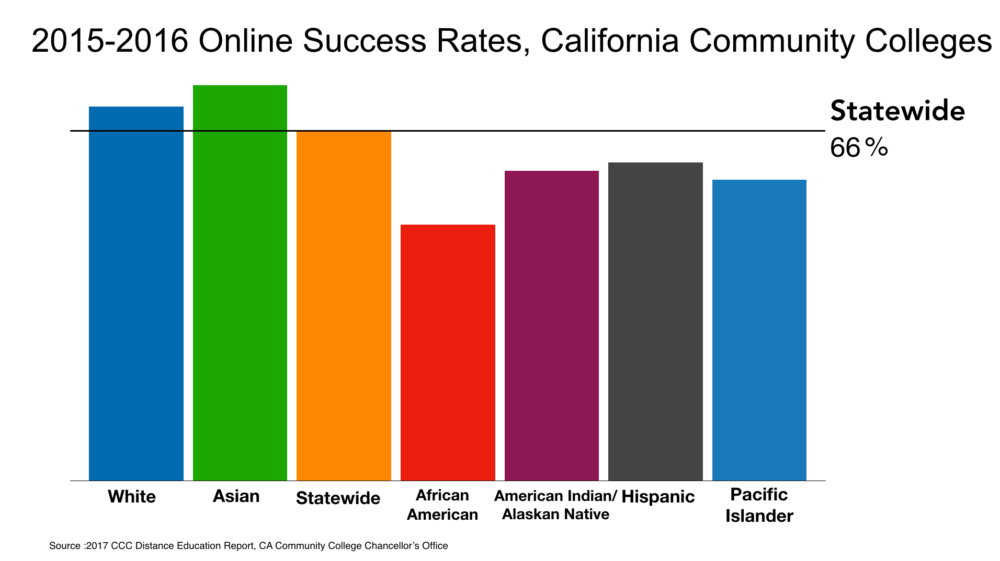 2015-2016 Online Success Rates, California Community Colleges
Statewide
66 %
White
Asian
Statewide
African
American
American Indian/
Alaskan Native
Hispanic
Pacific
Islander
Source :2017 CCC Distance Education Report, CA Community College Chancellor’s Office